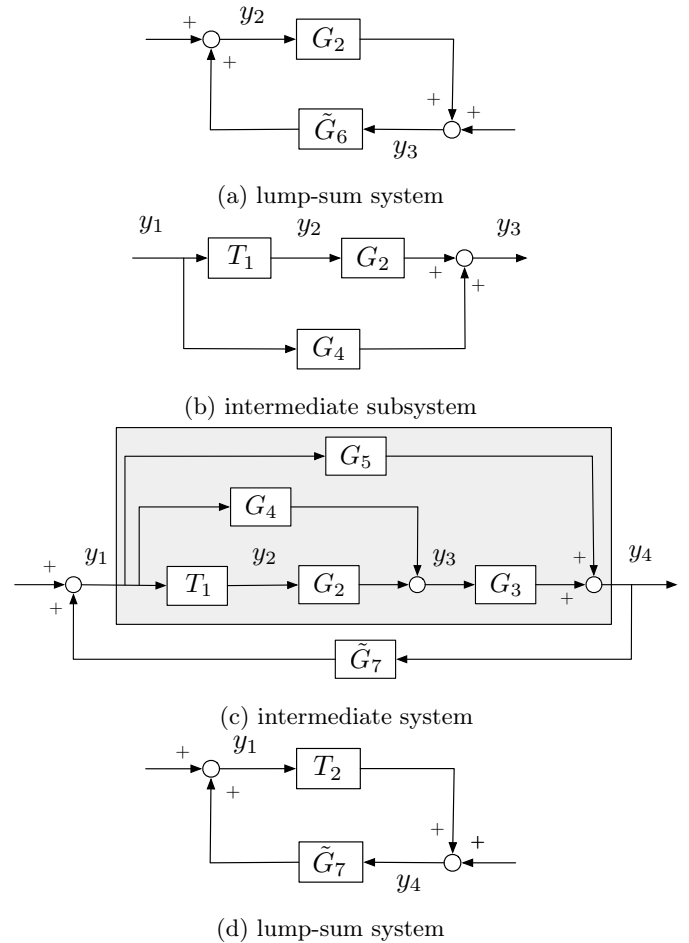 + y₂ G₂
+
+ +
G̃₆
y₃
(a) lump-sum system
y₁ y₂ y₃
T₁ G₂
+
+
G₄
(b) intermediate subsystem
G₅
G₄
+ y₁ y₂ y₃ + y₄
T₁ G₂ G₃
+ +
G̃₇
(c) intermediate system
+ y₁ T₂
+
+ +
G̃₇
y₄
(d) lump-sum system